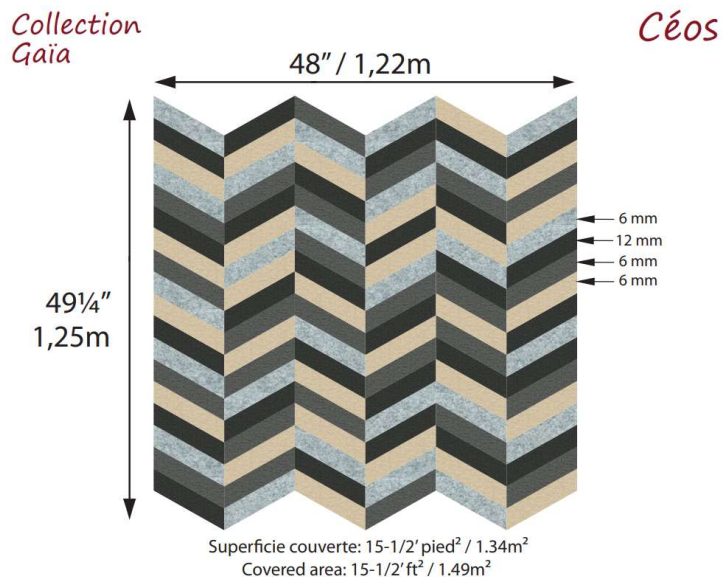 Collection
Gaïa
Céos
48” / 1,22m
49¼”
1,25m
6 mm
12 mm
6 mm
6 mm
Superficie couverte: 15-1/2’ pied² / 1.34m²
Covered area: 15-1/2’ ft² / 1.49m²